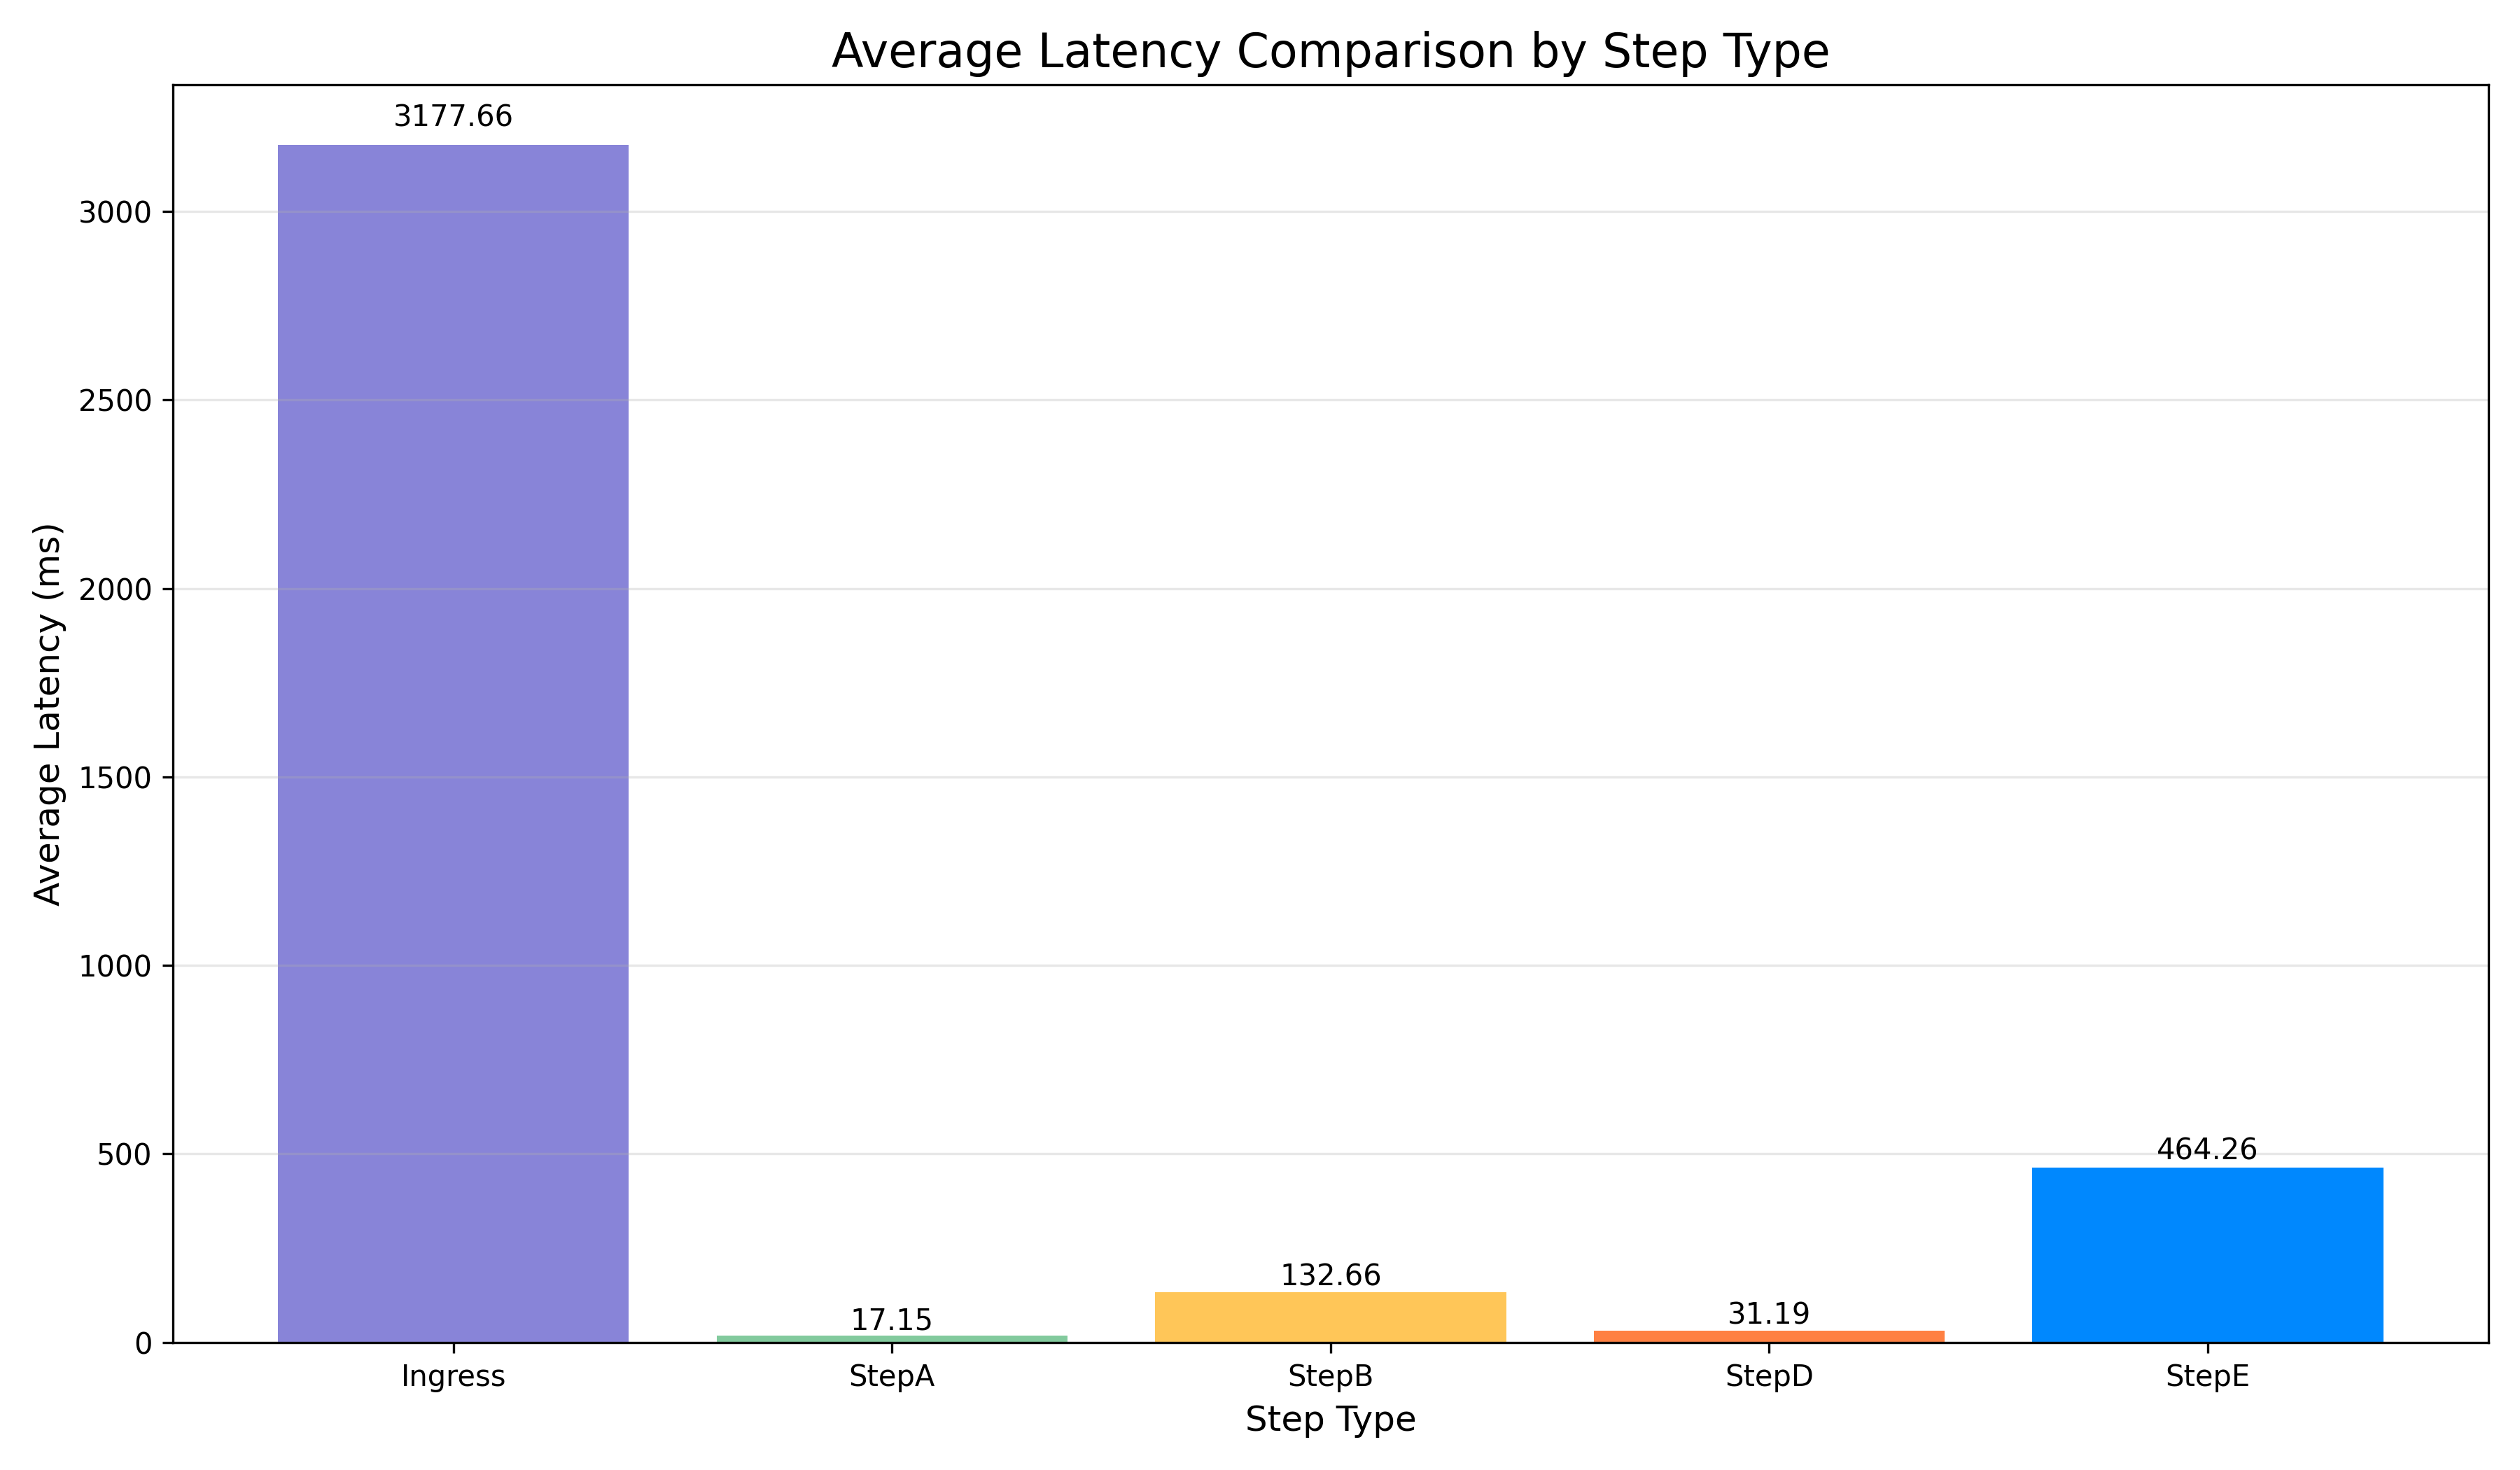 Average Latency Comparison by Step Type
3177.66
3000
2500
2000
1500
1000
500
0
Average Latency (ms)
17.15
132.66
31.19
464.26
Ingress
StepA
StepB
StepD
StepE
Step Type